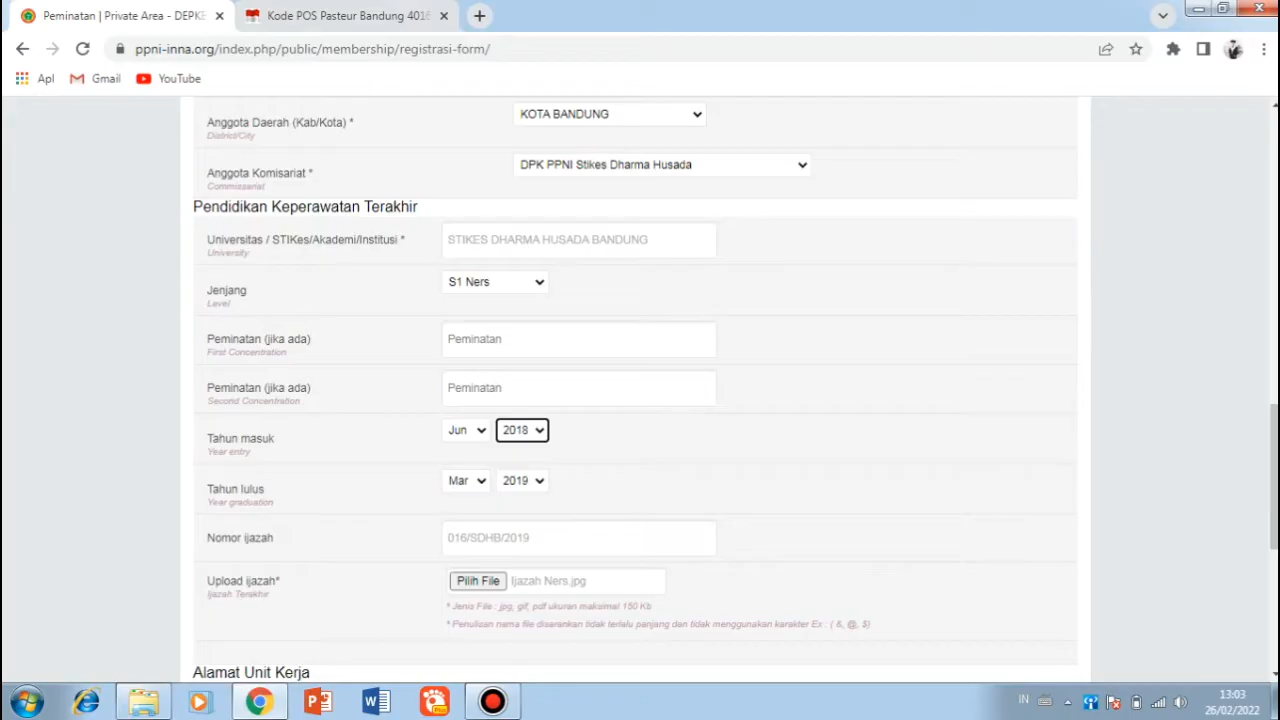 Peminatan | Private Area - DEPKE
Kode POS Pasteur Bandung 4016
ppni-inna.org/index.php/public/membership/registrasi-form/
Apl
Gmail
YouTube
Anggota Daerah (Kab/Kota) *
District/City
KOTA BANDUNG
Anggota Komisariat *
Commissariat
DPK PPNI Stikes Dharma Husada
Pendidikan Keperawatan Terakhir
Universitas / STIKes/Akademi/Institusi *
University
STIKES DHARMA HUSADA BANDUNG
Jenjang
Level
S1 Ners
Peminatan (jika ada)
First Concentration
Peminatan
Peminatan (jika ada)
Second Concentration
Peminatan
Tahun masuk
Year entry
Jun 2018
Tahun lulus
Year graduation
Mar 2019
Nomor ijazah
016/SDHB/2019
Upload ijazah*
Ijazah Terakhir
Pilih File Ijazah Ners.jpg
* Jenis File : jpg, gif, pdf ukuran maksimal 150 Kb
* Penulisan nama file disarankan tidak terlalu panjang dan tidak menggunakan karakter Ex : ( &, @, $)
Alamat Unit Kerja
IN
13:03
26/02/2022